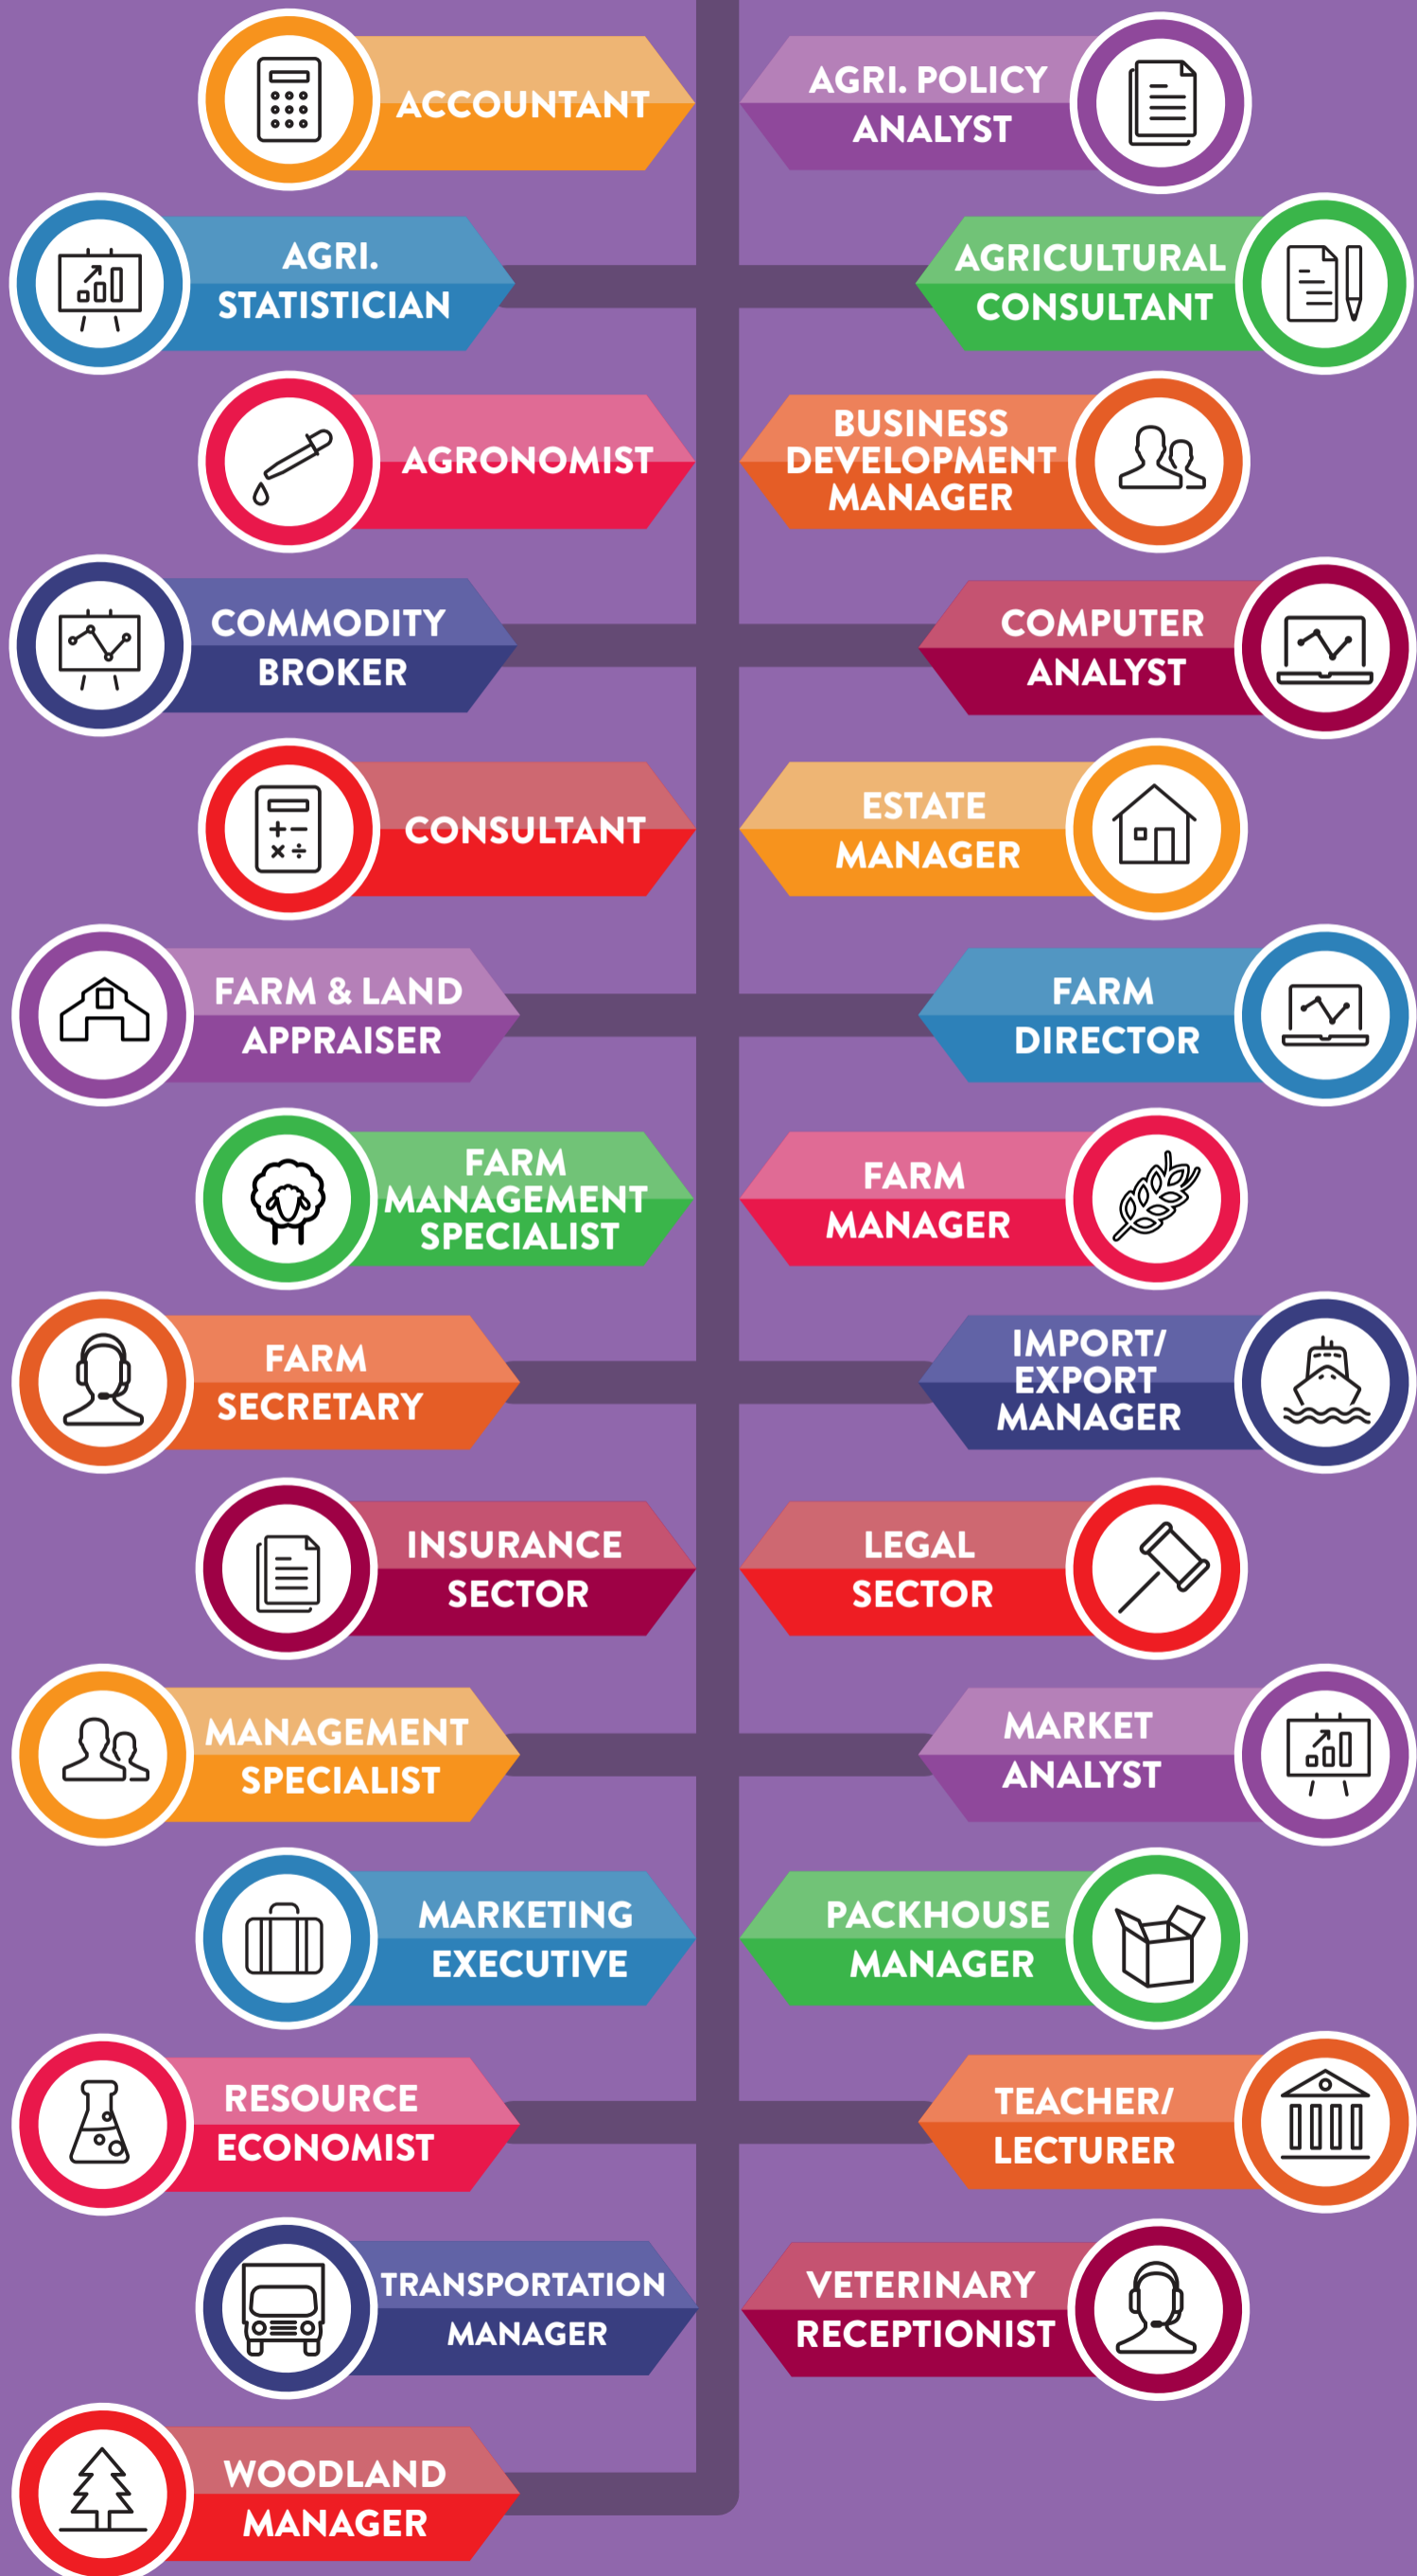 ACCOUNTANT
AGRI. POLICY
ANALYST
AGRI.
STATISTICIAN
AGRICULTURAL
CONSULTANT
AGRONOMIST
BUSINESS
DEVELOPMENT
MANAGER
COMMODITY
BROKER
COMPUTER
ANALYST
CONSULTANT
ESTATE
MANAGER
FARM & LAND
APPRAISER
FARM
DIRECTOR
FARM
MANAGEMENT
SPECIALIST
FARM
MANAGER
FARM
SECRETARY
IMPORT/
EXPORT
MANAGER
INSURANCE
SECTOR
LEGAL
SECTOR
MANAGEMENT
SPECIALIST
MARKET
ANALYST
MARKETING
EXECUTIVE
PACKHOUSE
MANAGER
RESOURCE
ECONOMIST
TEACHER/
LECTURER
TRANSPORTATION
MANAGER
VETERINARY
RECEPTIONIST
WOODLAND
MANAGER